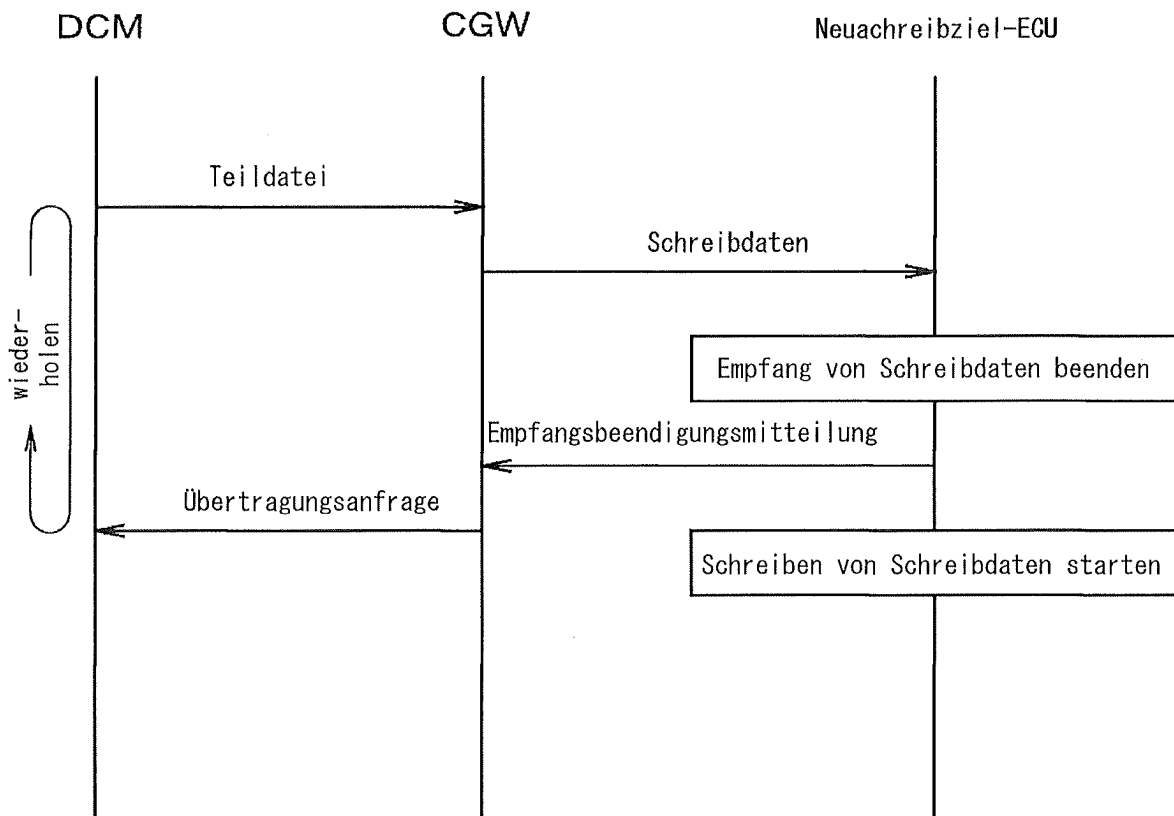 DCM
CGW
Neuachreibziel-ECU
Teildatei
Schreibdaten
wieder-
holen
Empfang von Schreibdaten beenden
Empfangsbeendigungsmitteilung
Übertragungsanfrage
Schreiben von Schreibdaten starten